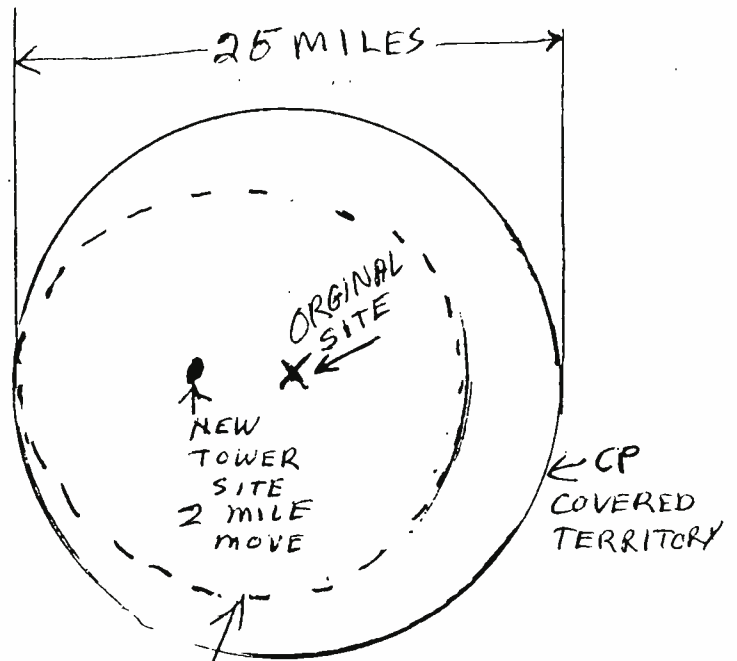 25 MILES
ORGINAL
SITE
NEW
TOWER
SITE
2 MILE
MOVE
CP
COVERED
TERRITORY